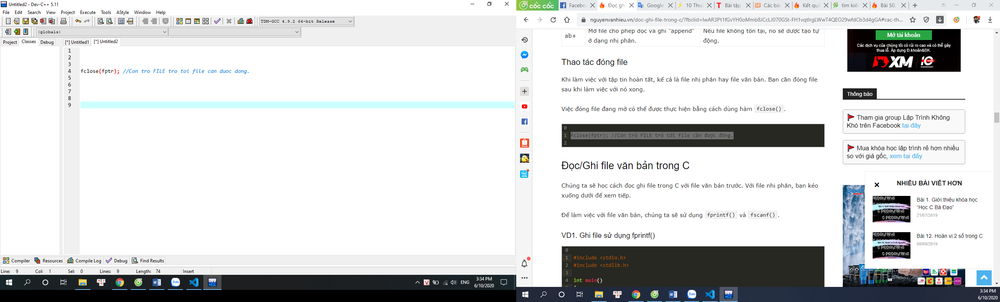 Untitled2 - Dev-C++ 5.11
File Edit Search View Project Execute Tools AStyle Window Help
TDM-GCC 4.9.2 64-bit Release
(globals)
Project Classes Debug
[*] Untitled1 [*] Untitled2
1
2
3
4 fclose(fptr); //Con tro FILE tro toi file can duoc dong.
5
6
7
8
9
Compiler Resources Compile Log Debug Find Results
Line: 9 Col: 1 Sel: 0 Lines: 9 Length: 74 Insert
ENG 3:34 PM
6/10/2020
CỐC CỐC Facebo Đọc gh Google 10 Thu Bài tập Các bài Kết quả tìm kiếm Bài 50.
nguyenvanhieu.vn/doc-ghi-file-trong-c/?fbclid=IwAR3Pt1fGvYH0oMmb8JCcLJ070GSt-FH1vqtIrgLWwT4QEO29wfdCb3d4gGA#cac-th...
ab+ Mở file cho phép đọc và ghi "append" Nếu file không tồn tại, nó sẽ được tạo tự
ở dạng nhị phân. động.
Thao tác đóng file
Khi làm việc với tập tin hoàn tất, kể cả là file nhị phân hay file văn bản. Bạn cần đóng file
sau khi làm việc với nó xong.
Việc đóng file đang mở có thể được thực hiện bằng cách dùng hàm fclose().
0
1 fclose(fptr); //Con trỏ FILE trỏ tới file cần được đóng.
2
Đọc/Ghi file văn bản trong C
Chúng ta sẽ học cách đọc ghi file trong C với file văn bản trước. Với file nhị phân, bạn kéo
xuống dưới để xem tiếp.
Để làm việc với file văn bản, chúng ta sẽ sử dụng fprintf() và fscanf().
VD1. Ghi file sử dụng fprintf()
0
1 #include <stdio.h>
2 #include <stdlib.h>
3
4 int main()
Mở tài khoản
Các dịch vụ của chúng tôi có rủi ro cao và có thể gây
thua lỗ. Áp dụng Đ.khoản&ĐK.
XM 10 YEARS ANNIVERSARY
Thông báo
Tham gia group Lập Trình Không
Khó trên Facebook tại đây
Mua khóa học lập trình rẻ hơn nhiều
so với giá gốc, xem tại đây
ROHTO
NHIỀU BÀI VIẾT HƠN
Bài 1. Giới thiệu khóa học
“Học C Bá Đạo”
21/07/2019
Bài 12. Hoán vị 2 số trong C
08/08/2019
3:34 PM
6/10/2020